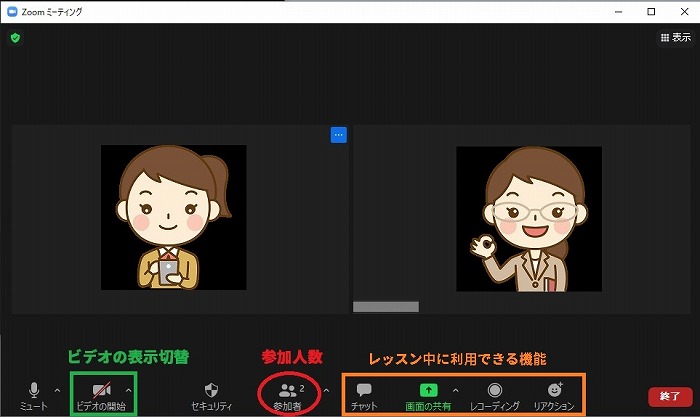 Zoom ミーティング
表示
ビデオの表示切替
参加人数
レッスン中に利用できる機能
ミュート
ビデオの開始
セキュリティ
2
参加者
チャット
画面の共有
レコーディング
リアクション
終了